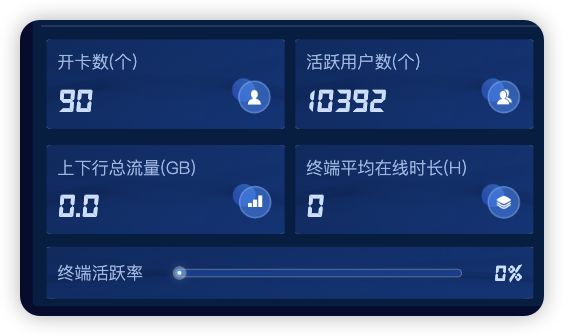 开卡数(个)
90
活跃用户数(个)
10392
上下行总流量(GB)
0.0
终端平均在线时长(H)
0
终端活跃率
0%